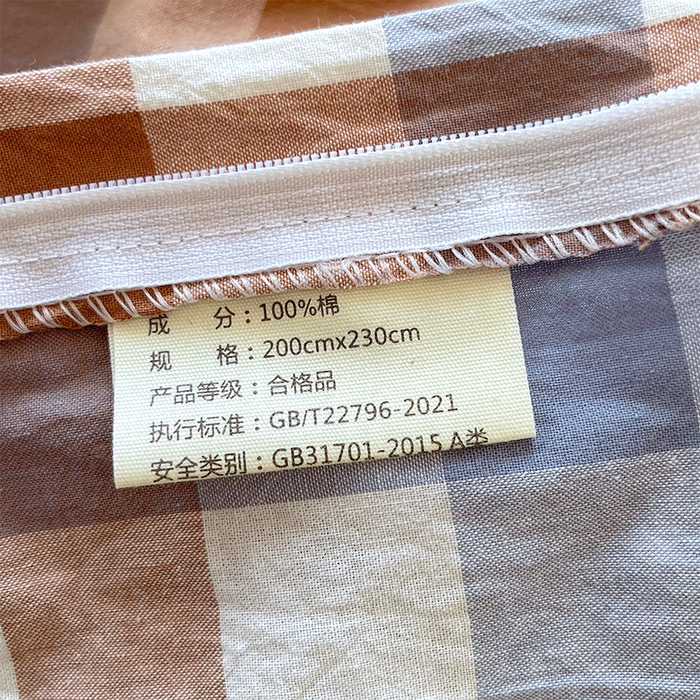 成 分：100%棉
规 格：200cmx230cm
产品等级：合格品
执行标准：GB/T22796-2021
安全类别：GB31701-2015 A类